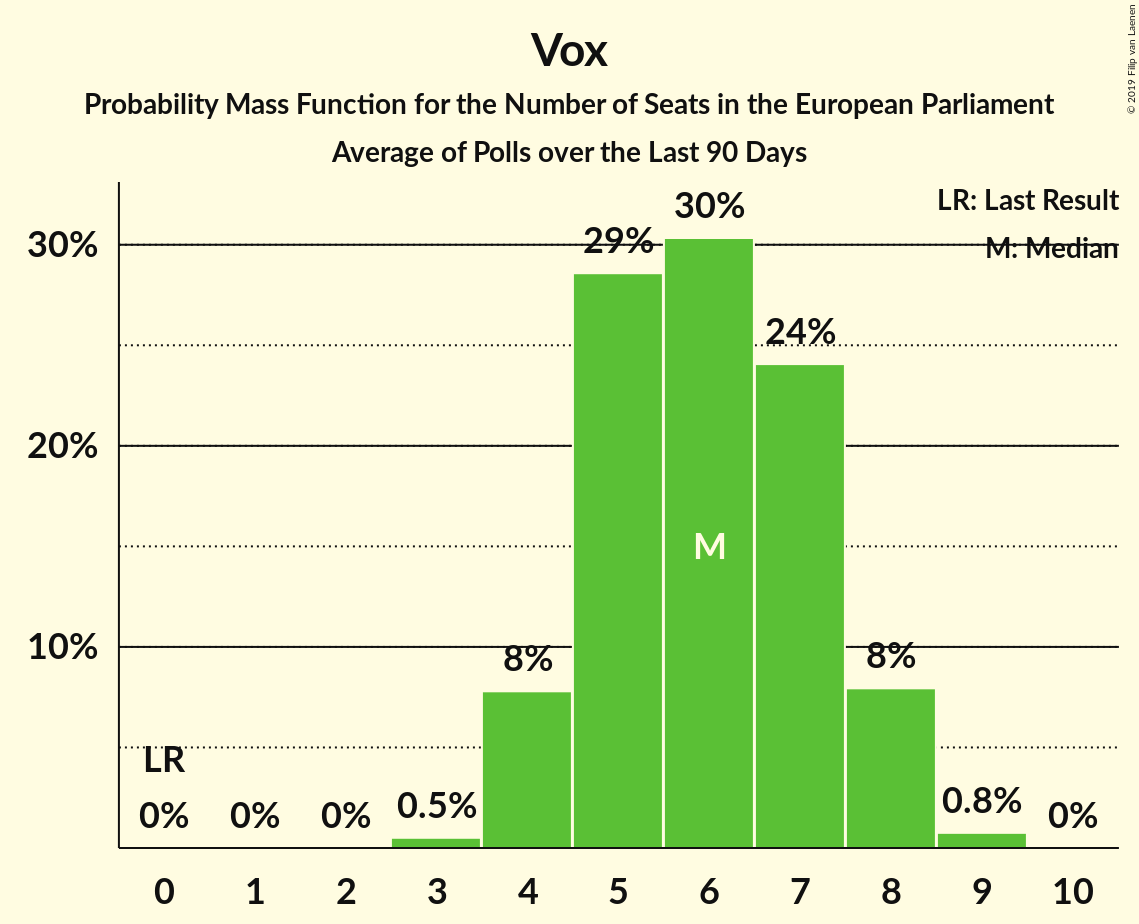 Vox
Probability Mass Function for the Number of Seats in the European Parliament
Average of Polls over the Last 90 Days
© 2019 Filip van Laenen
LR: Last Result
M: Median
30%
20%
10%
LR
0%
0%
0%
0.5%
8%
29%
30%
24%
8%
0.8%
0%
M
0 1 2 3 4 5 6 7 8 9 10